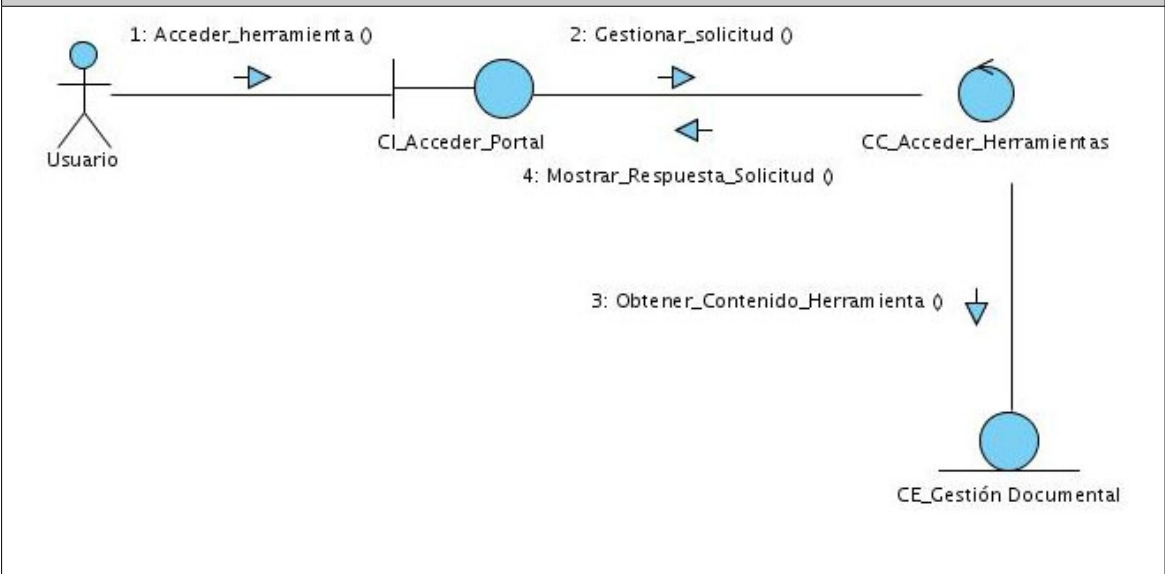 1: Acceder_herramienta ()
2: Gestionar_solicitud ()
Usuario
CI_Acceder_Portal
CC_Acceder_Herramientas
4: Mostrar_Respuesta_Solicitud ()
3: Obtener_Contenido_Herramienta ()
CE_Gestión Documental